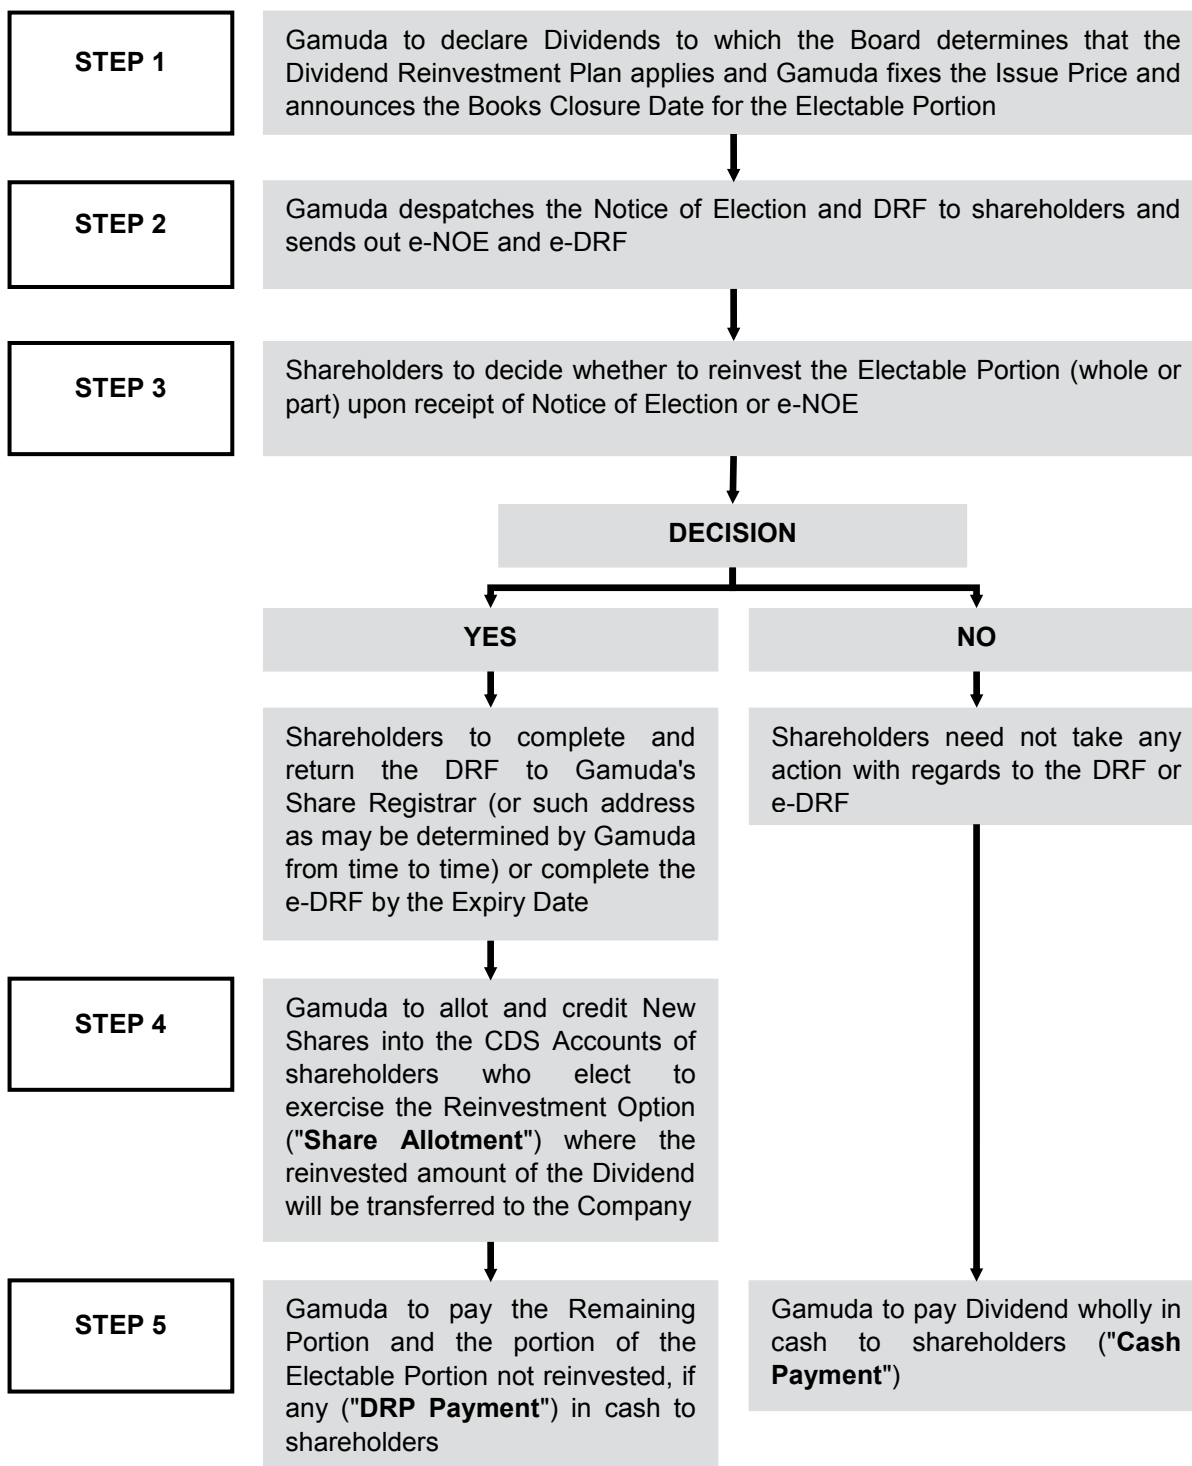 STEP 1
Gamuda to declare Dividends to which the Board determines that the
Dividend Reinvestment Plan applies and Gamuda fixes the Issue Price and
announces the Books Closure Date for the Electable Portion
STEP 2
Gamuda despatches the Notice of Election and DRF to shareholders and
sends out e-NOE and e-DRF
STEP 3
Shareholders to decide whether to reinvest the Electable Portion (whole or
part) upon receipt of Notice of Election or e-NOE
DECISION
YES
Shareholders to complete and
return the DRF to Gamuda's
Share Registrar (or such address
as may be determined by Gamuda
from time to time) or complete the
e-DRF by the Expiry Date
NO
Shareholders need not take any
action with regards to the DRF or
e-DRF
STEP 4
Gamuda to allot and credit New
Shares into the CDS Accounts of
shareholders who elect to
exercise the Reinvestment Option
("Share Allotment") where the
reinvested amount of the Dividend
will be transferred to the Company
STEP 5
Gamuda to pay the Remaining
Portion and the portion of the
Electable Portion not reinvested, if
any ("DRP Payment") in cash to
shareholders
Gamuda to pay Dividend wholly in
cash to shareholders ("Cash
Payment")